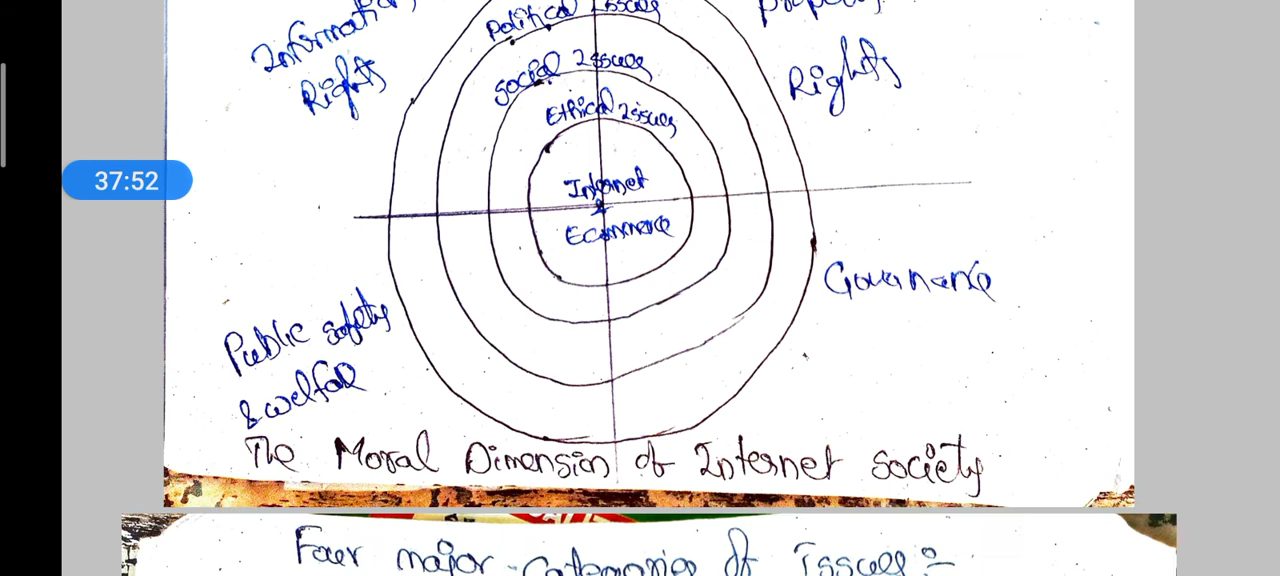 Political Issues
Information
Rights
Social Issues
Rights
Ethical Issues
37:52
Internet
&
Ecommerce
Governance
Public safety
& welfar
The Moral Dimension of Internet society
Four major Categories of Issues :-